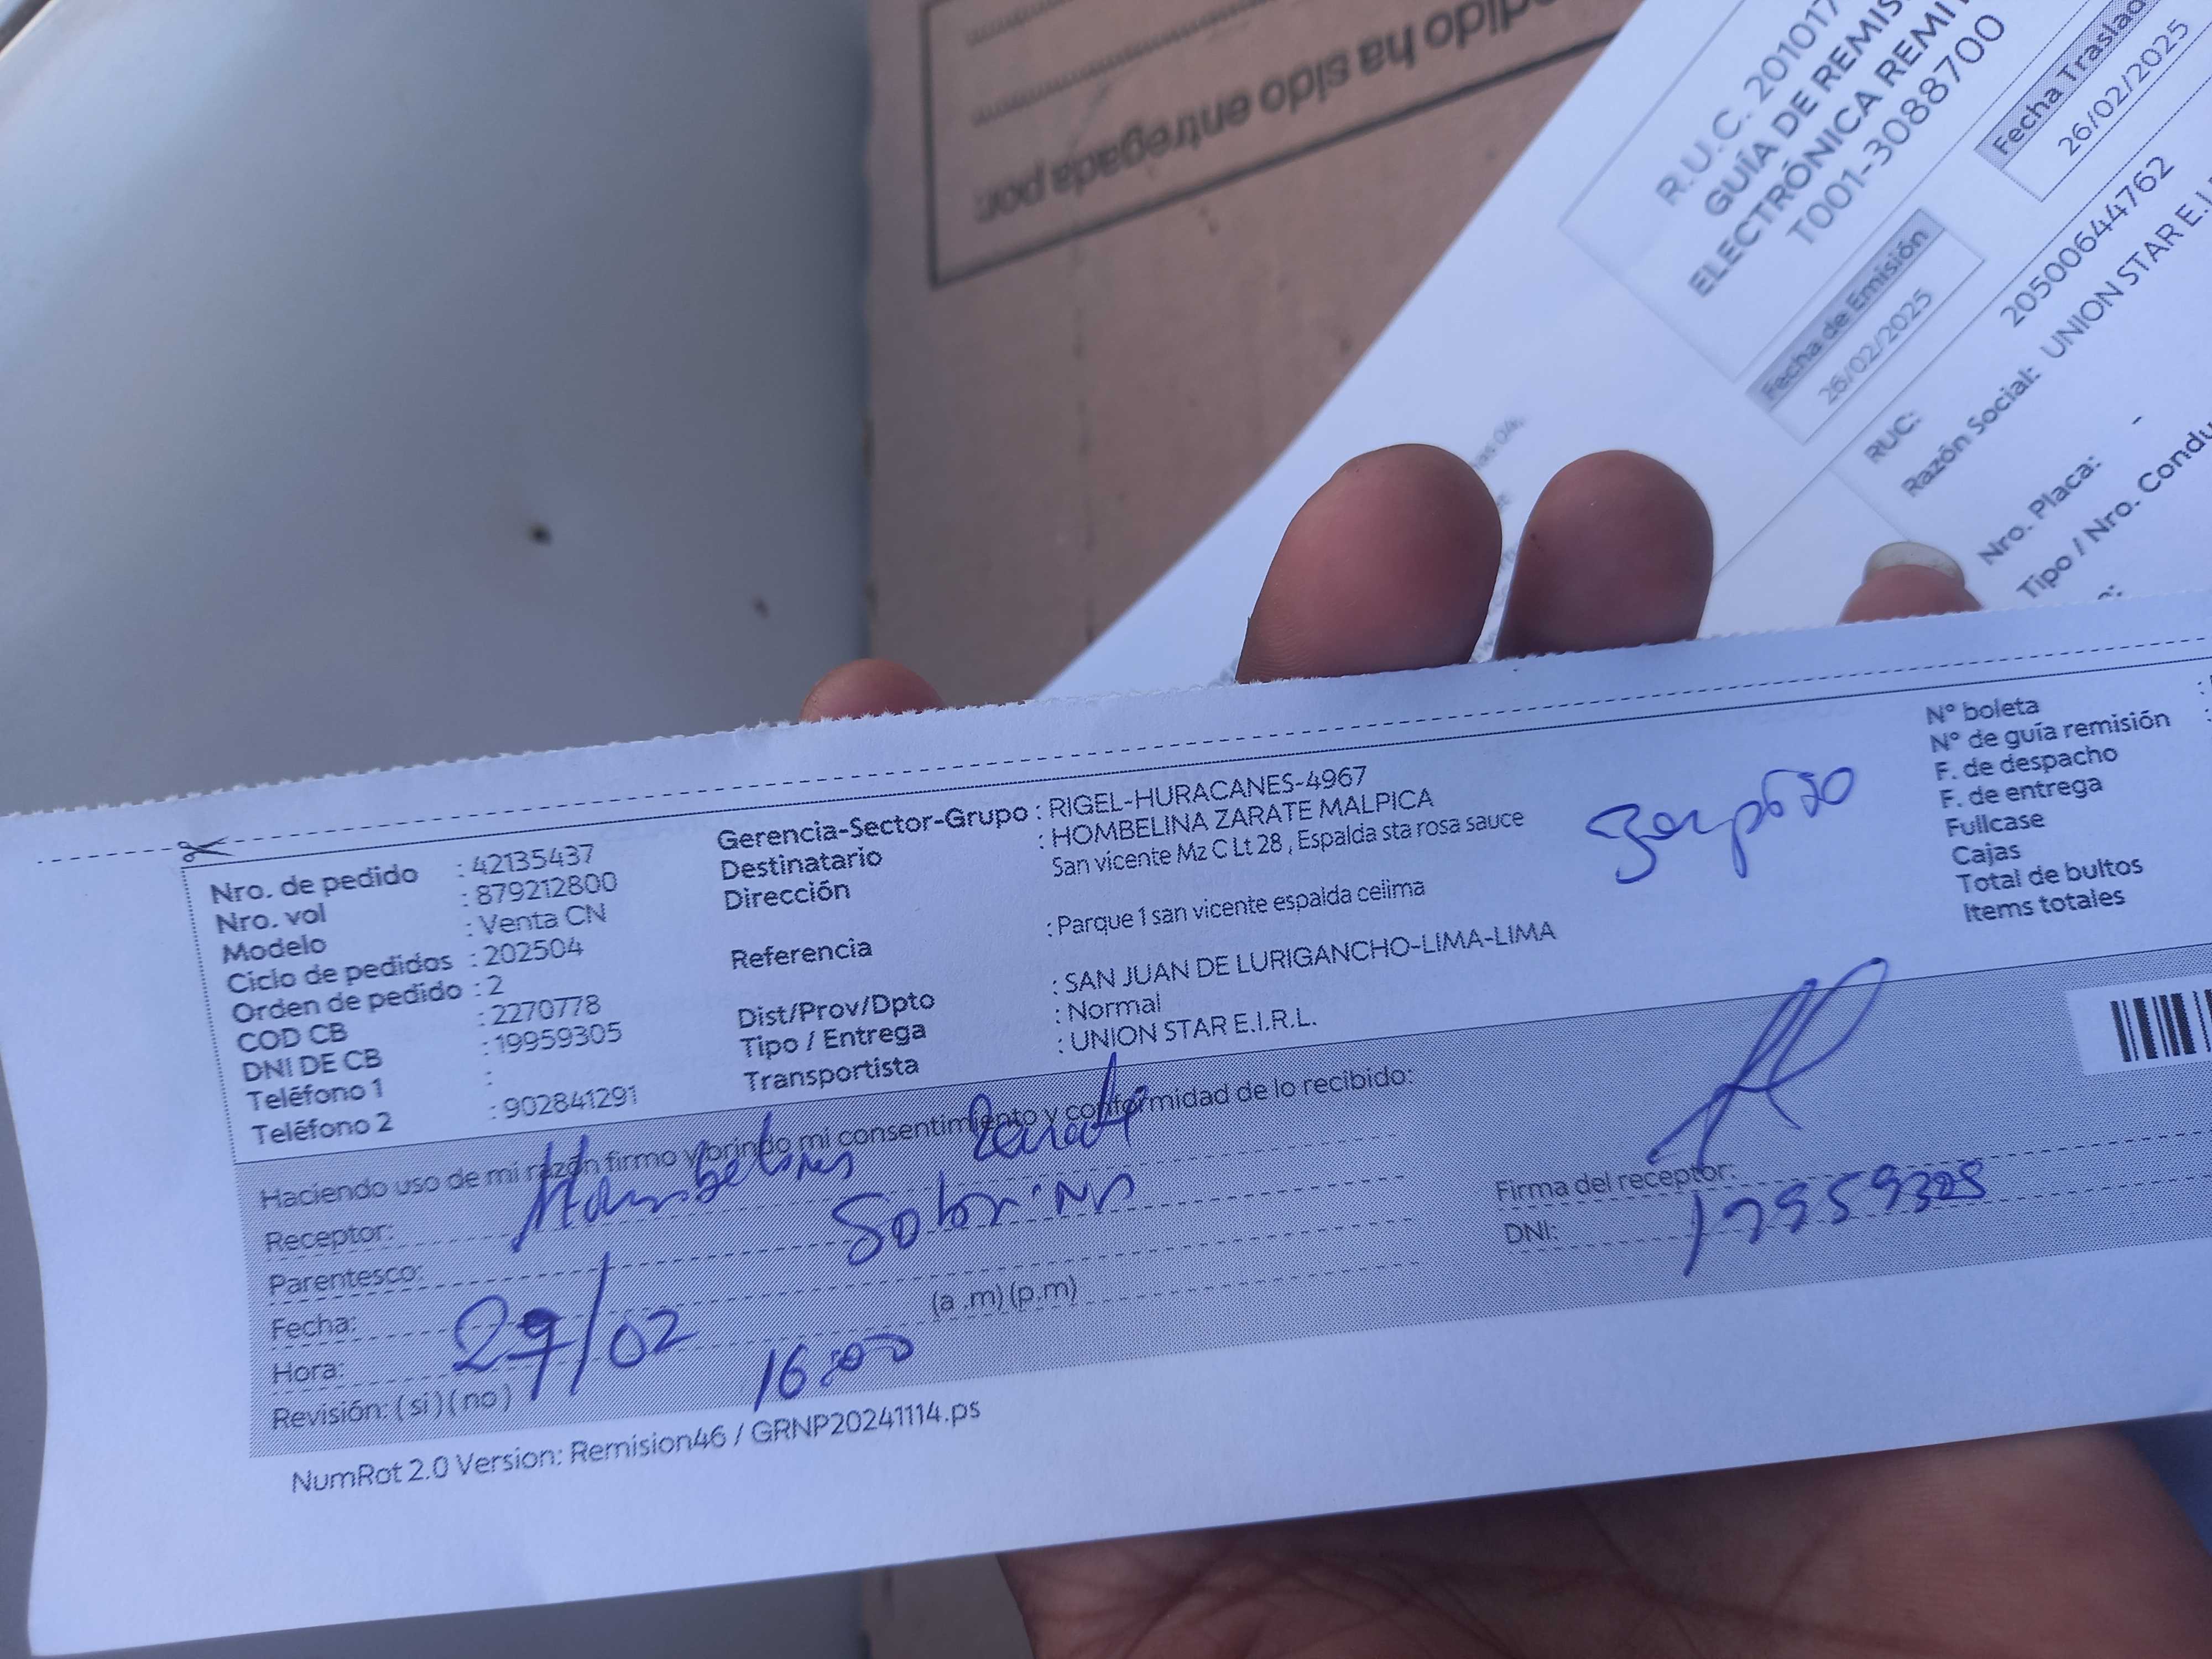 pedido ha sido entregada por:
R.U.C. 201017
GUÍA DE REMIS
ELECTRÓNICA REMI
T001-3088700
Fecha de Emisión
26/02/2025
Fecha Traslado
26/02/2025
RUC: 20500644762
Razón Social: UNION STAR E.I.
Nro. Placa: -
Tipo / Nro. Condu
Nro. de pedido : 42135437
Nro. vol : 879212800
Modelo : Venta CN
Ciclo de pedidos : 202504
Orden de pedido : 2
COD CB : 2270778
DNI DE CB : 19959305
Teléfono 1 :
Teléfono 2 : 902841291
Gerencia-Sector-Grupo : RIGEL-HURACANES-4967
Destinatario : HOMBELINA ZARATE MALPICA
Dirección San vicente Mz C Lt 28 , Espalda sta rosa sauce
Referencia : Parque 1 san vicente espalda celima
Dist/Prov/Dpto : SAN JUAN DE LURIGANCHO-LIMA-LIMA
Tipo / Entrega : Normal
Transportista : UNION STAR E.I.R.L.
N° boleta :
N° de guía remisión :
F. de despacho
F. de entrega
Fullcase
Cajas
Total de bultos
Items totales
Haciendo uso de mi razón firmo y brindo mi consentimiento y conformidad de lo recibido:
Receptor:
Parentesco:
Fecha: 27/02
Hora: 16:00 (a .m) (p.m)
Revisión: ( si ) ( no )
Firma del receptor:
DNI:
NumRot 2.0 Version: Remision46 / GRNP20241114.ps